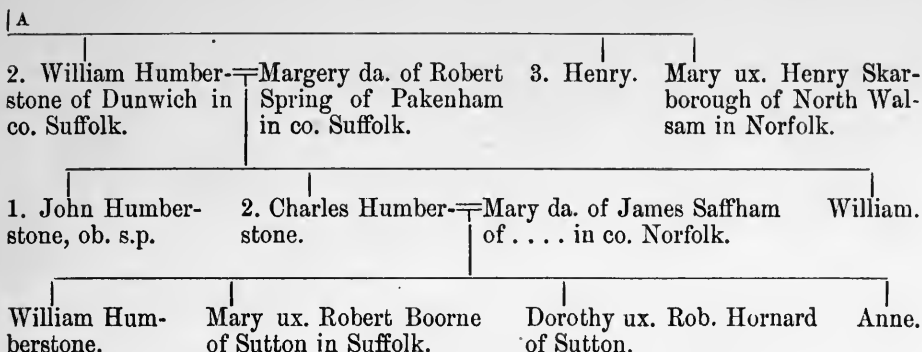 A
2. William Humber-
stone of Dunwich in
co. Suffolk.
Margery da. of Robert
Spring of Pakenham
in co. Suffolk.
3. Henry.
Mary ux. Henry Skar-
borough of North Wal-
sam in Norfolk.
1. John Humber-
stone, ob. s.p.
2. Charles Humber-
stone.
Mary da. of James Saffham
of . . . . in co. Norfolk.
William.
William Hum-
berstone.
Mary ux. Robert Boorne
of Sutton in Suffolk.
Dorothy ux. Rob. Hornard
of Sutton.
Anne.